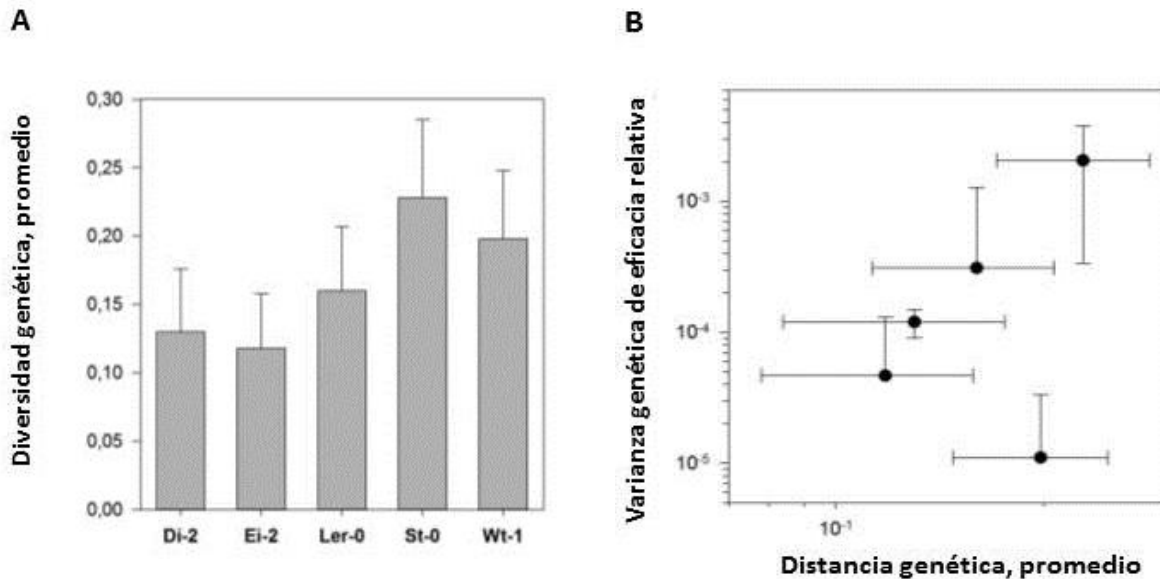 A
Diversidad genética, promedio
0,30
0,25
0,20
0,15
0,10
0,05
0,00
Di-2 Ei-2 Ler-0 St-0 Wt-1
B
Varianza genética de eficacia relativa
10-3
10-4
10-5
10-1
Distancia genética, promedio